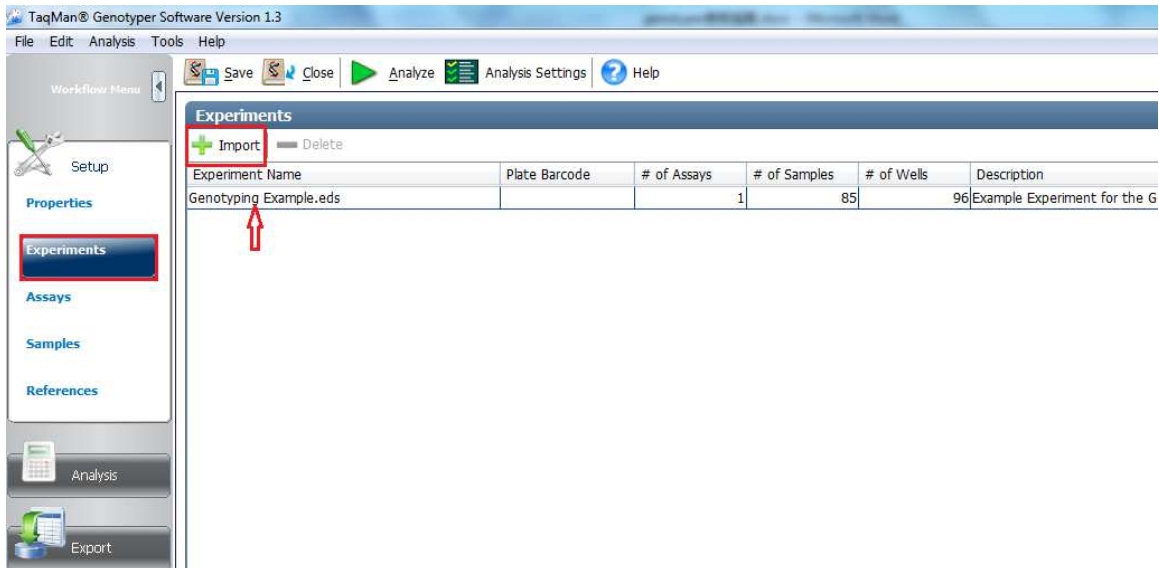 TaqMan® Genotyper Software Version 1.3
File Edit Analysis Tools Help
Workflow Menu
Save Close Analyze Analysis Settings Help
Experiments
Import Delete
Setup
Experiment Name Plate Barcode # of Assays # of Samples # of Wells Description
Genotyping Example.eds 1 85 96 Example Experiment for the G
Properties
Experiments
Assays
Samples
References
Analysis
Export